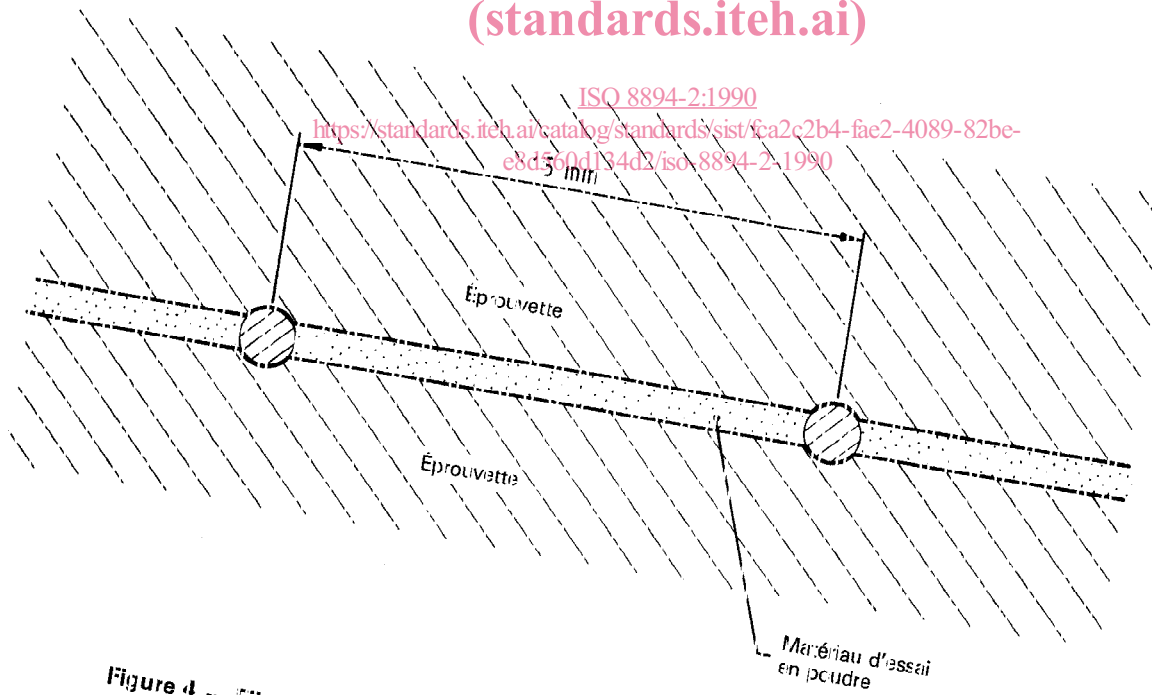 (standards.iteh.ai)
ISO 8894-2:1990
https://standards.iteh.ai/catalog/standards/sist/fca2c2b4-fae2-4089-82be-
e8d560d134d2/iso-8894-2-1990
15 mm
Éprouvette
Éprouvette
Matériau d'essai
en poudre
Figure 4 —